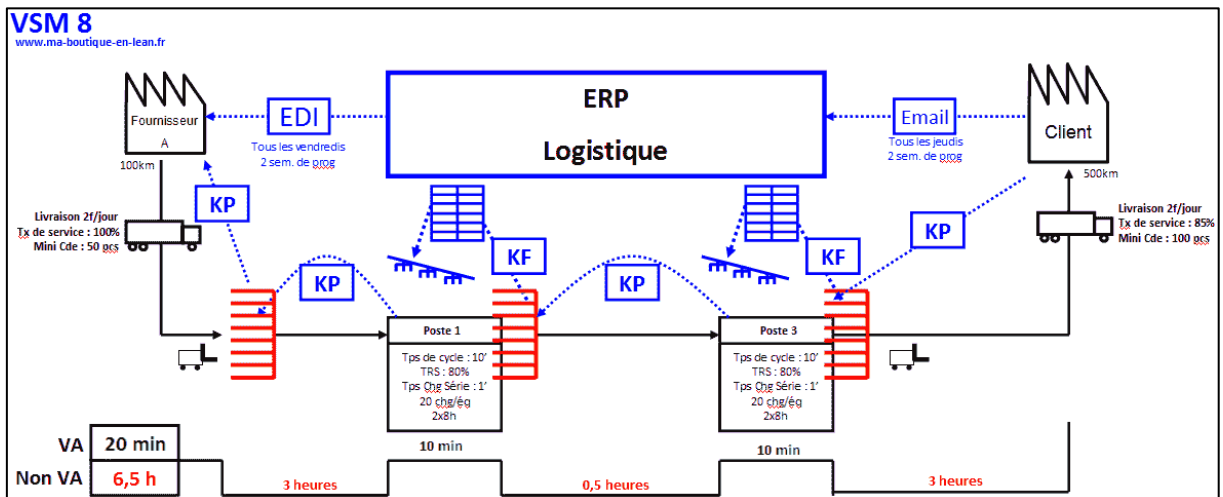 VSM 8
www.ma-boutique-en-lean.fr
Fournisseur
A
EDI
Tous les vendredis
2 sem. de prog
ERP
Logistique
Email
Tous les jeudis
2 sem. de prog
Client
100km
500km
KP
Livraison 2f/jour
Tx de service : 100%
Mini Cde : 50 pcs
KP
Livraison 2f/jour
Tx de service : 85%
Mini Cde : 100 pcs
KP
KF
KP
KF
Poste 1
Tps de cycle : 10'
TRS : 80%
Tps Chg Série : 1'
20 chg/éq
2x8h
Poste 3
Tps de cycle : 10'
TRS : 80%
Tps Chg Série : 1'
20 chg/éq
2x8h
VA
20 min
10 min
10 min
Non VA
6,5 h
3 heures
0,5 heures
3 heures